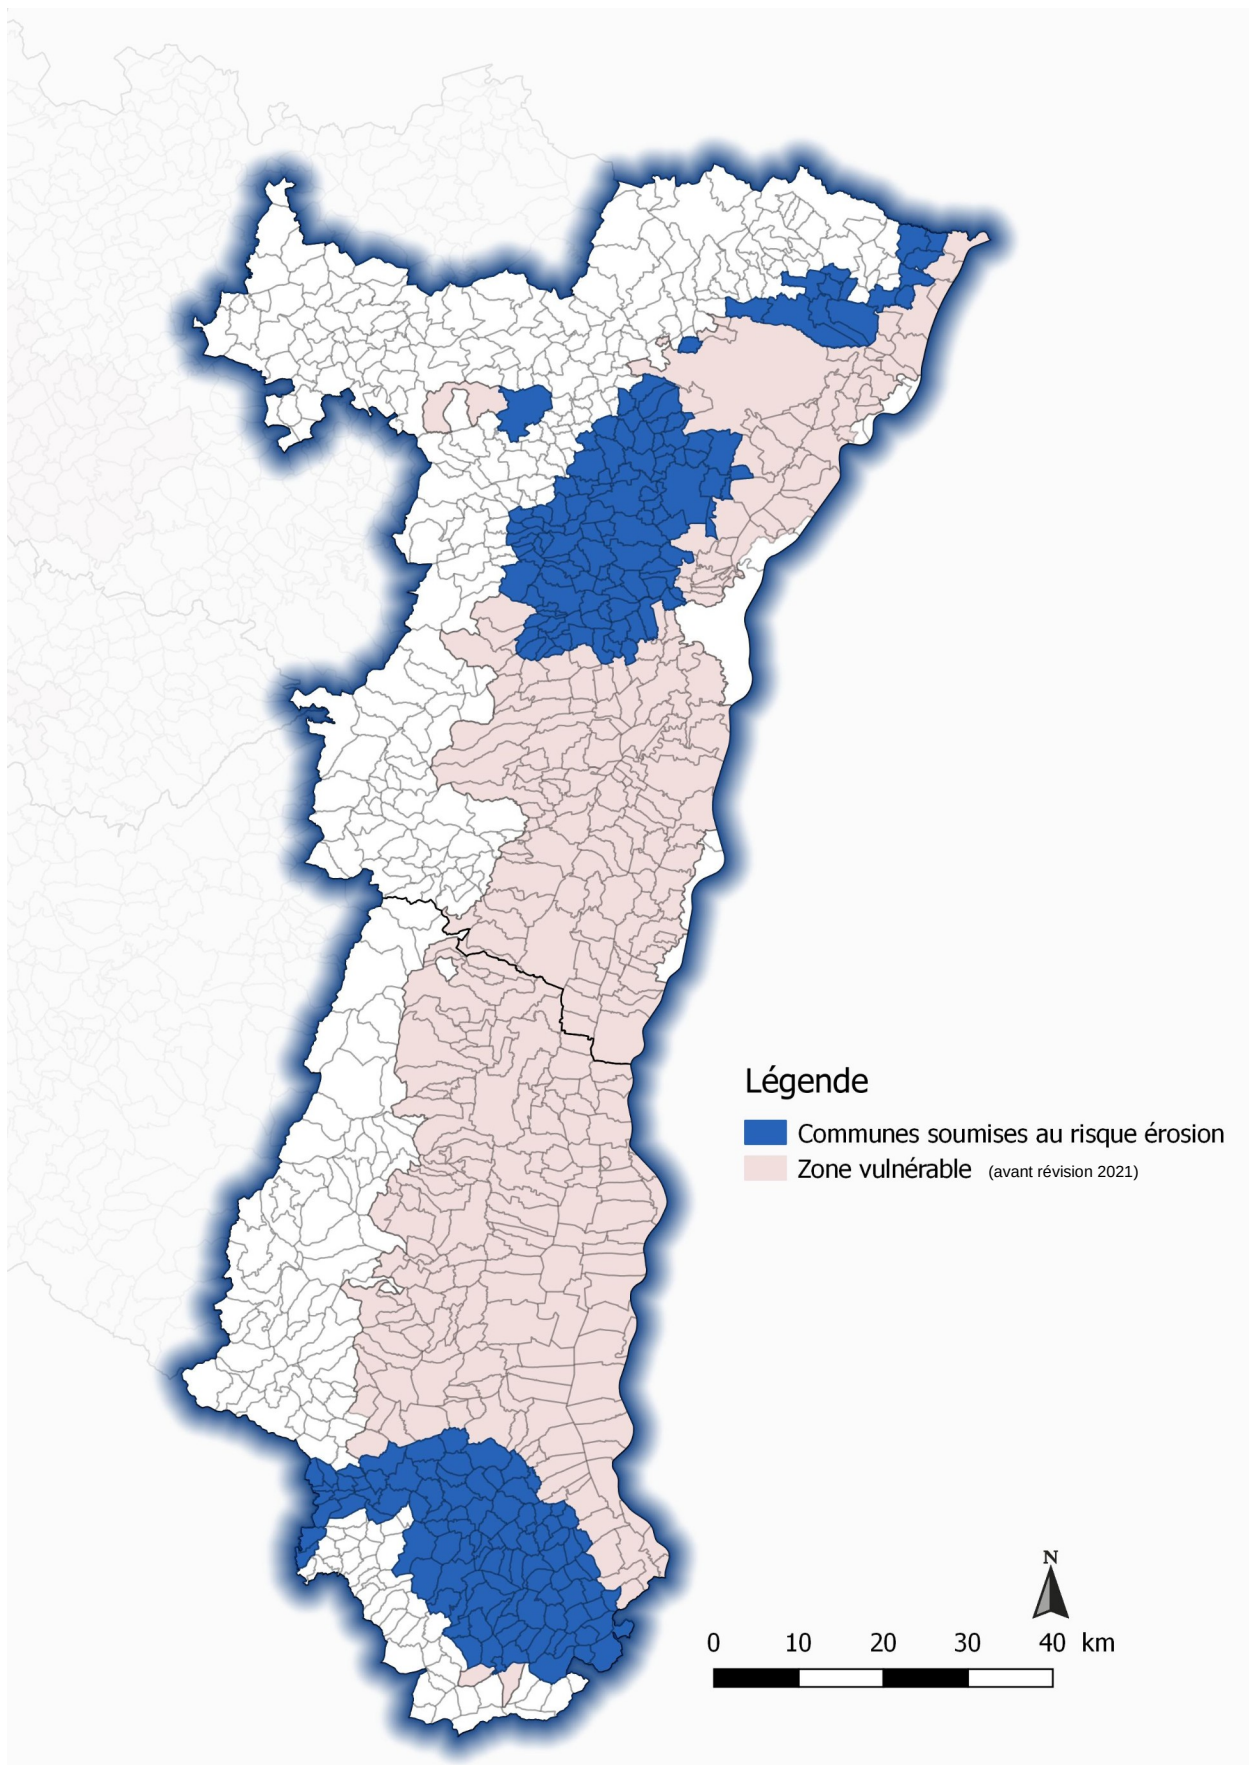 Légende
Communes soumises au risque érosion
Zone vulnérable (avant révision 2021)
N
0 10 20 30 40 km